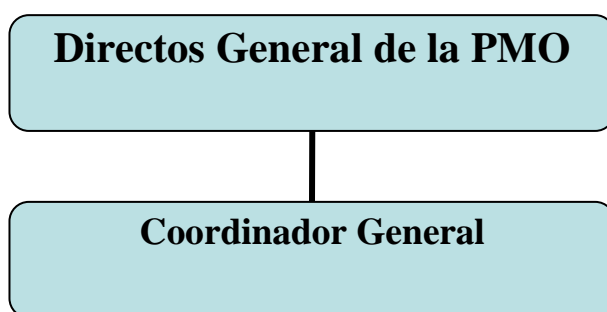 Directos General de la PMO
Coordinador General